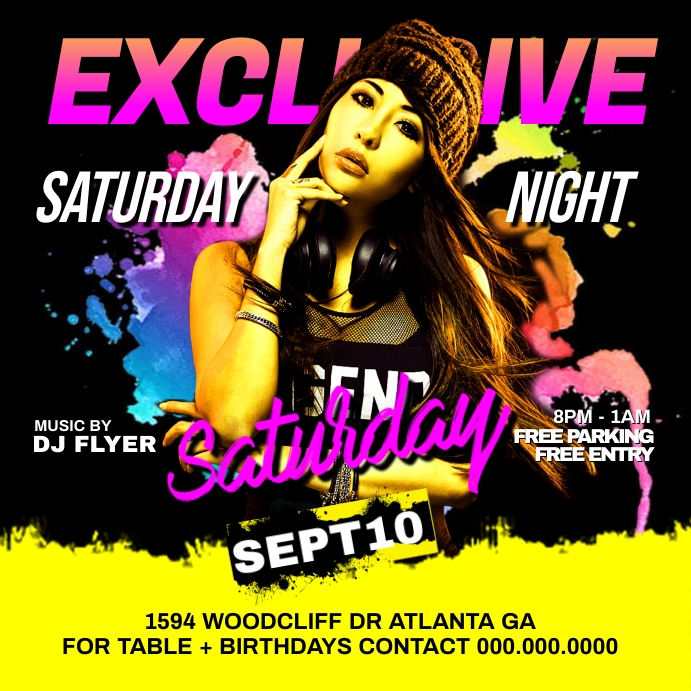 EXCLUSIVE
SATURDAY NIGHT
MUSIC BY
DJ FLYER
8PM - 1AM
FREE PARKING
FREE ENTRY
Saturday
SEPT10
1594 WOODCLIFF DR ATLANTA GA
FOR TABLE + BIRTHDAYS CONTACT 000.000.0000